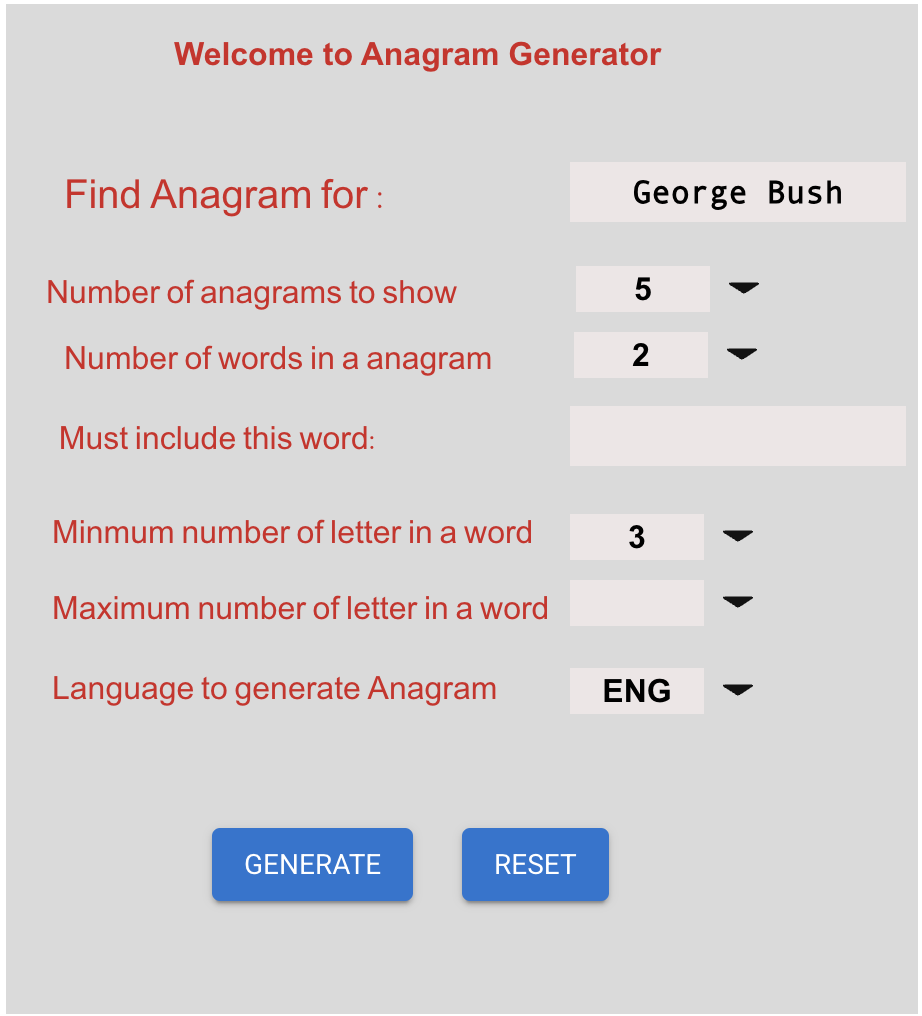 Welcome to Anagram Generator
Find Anagram for : George Bush
Number of anagrams to show 5
Number of words in a anagram 2
Must include this word:
Minmum number of letter in a word 3
Maximum number of letter in a word
Language to generate Anagram ENG
GENERATE RESET